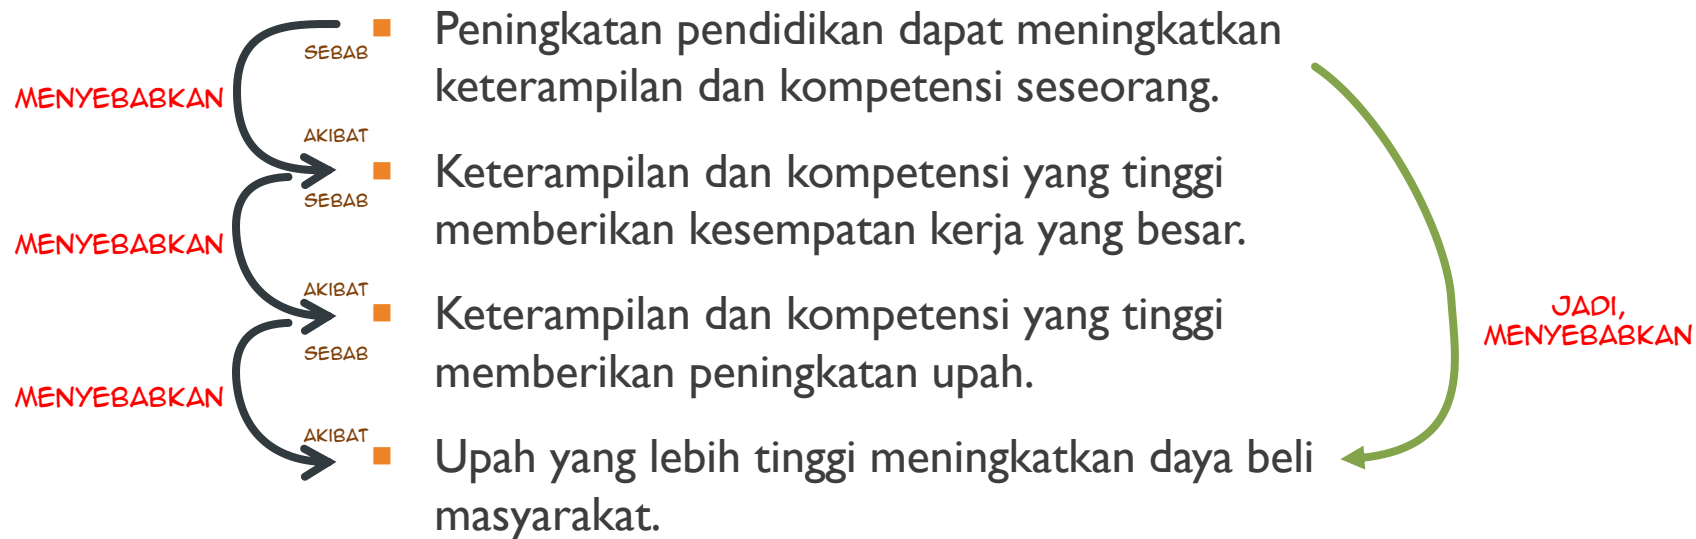 SEBAB
Peningkatan pendidikan dapat meningkatkan
keterampilan dan kompetensi seseorang.
MENYEBABKAN
AKIBAT
Keterampilan dan kompetensi yang tinggi
memberikan kesempatan kerja yang besar.
SEBAB
MENYEBABKAN
AKIBAT
Keterampilan dan kompetensi yang tinggi
memberikan peningkatan upah.
SEBAB
MENYEBABKAN
AKIBAT
Upah yang lebih tinggi meningkatkan daya beli
masyarakat.
JADI,
MENYEBABKAN